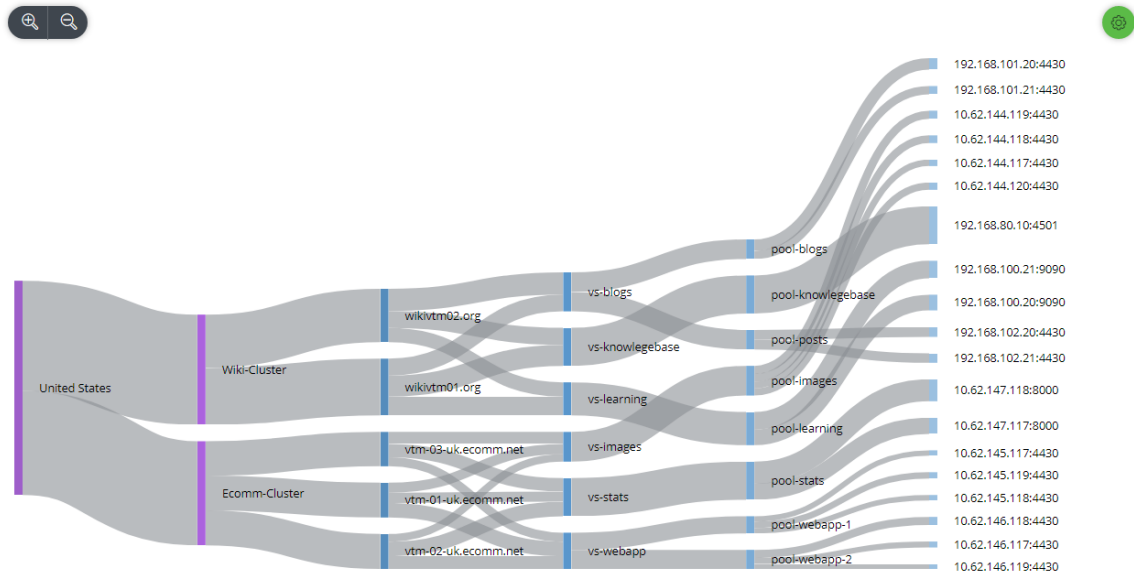 United States
Wiki-Cluster
Ecomm-Cluster
wikivtm02.org
wikivtm01.org
vtm-03-uk.ecomm.net
vtm-01-uk.ecomm.net
vtm-02-uk.ecomm.net
vs-blogs
vs-knowlegebase
vs-learning
vs-images
vs-stats
vs-webapp
pool-blogs
pool-knowlegebase
pool-posts
pool-images
pool-learning
pool-stats
pool-webapp-1
pool-webapp-2
192.168.101.20:4430
192.168.101.21:4430
10.62.144.119:4430
10.62.144.118:4430
10.62.144.117:4430
10.62.144.120:4430
192.168.80.10:4501
192.168.100.21:9090
192.168.100.20:9090
192.168.102.20:4430
192.168.102.21:4430
10.62.147.118:8000
10.62.147.117:8000
10.62.145.117:4430
10.62.145.119:4430
10.62.145.118:4430
10.62.146.118:4430
10.62.146.117:4430
10.62.146.119:4430